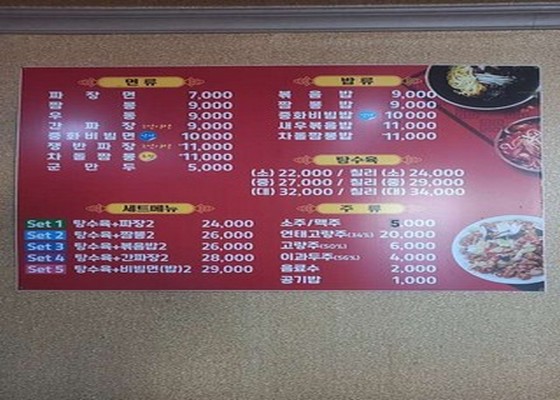 면류
짜장면 7,000
짬뽕 9,000
우동 9,000
간짜장 9,000
중화비빔면 10,000
쟁반짜장 11,000
차돌짬뽕 11,000
군만두 5,000
밥류
볶음밥 9,000
짬뽕밥 9,000
중화비빔밥 10,000
새우볶음밥 11,000
차돌짬뽕밥 11,000
탕수육
(소) 22,000 / 칠리 (소) 24,000
(중) 27,000 / 칠리 (중) 29,000
(대) 32,000 / 칠리 (대) 34,000
세트메뉴
Set 1 탕수육+짜장2 24,000
Set 2 탕수육+짬뽕2 26,000
Set 3 탕수육+볶음밥2 26,000
Set 4 탕수육+간짜장2 28,000
Set 5 탕수육+비빔면(밥)2 29,000
주류
소주/맥주 5,000
연태고량주(34%) 20,000
고량주(50%) 6,000
이과두주(56%) 4,000
음료수 2,000
공기밥 1,000